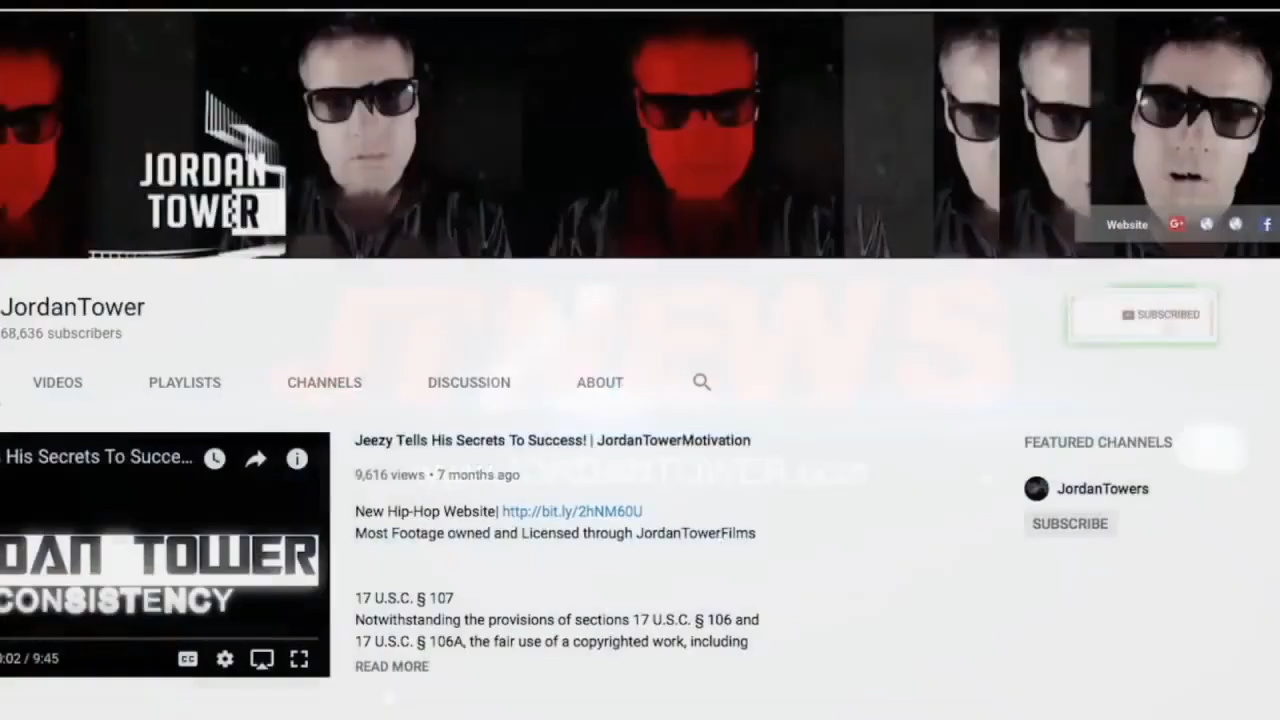 JORDAN
TOWER
Website
JordanTower
68,636 subscribers
SUBSCRIBED
VIDEOS PLAYLISTS CHANNELS DISCUSSION ABOUT
JT NEWS
His Secrets To Succe...
Jeezy Tells His Secrets To Success! | JordanTowerMotivation
9,616 views • 7 months ago
New Hip-Hop Website| http://bit.ly/2hNM60U
Most Footage owned and Licensed through JordanTowerFilms
17 U.S.C. § 107
Notwithstanding the provisions of sections 17 U.S.C. § 106 and
17 U.S.C. § 106A, the fair use of a copyrighted work, including
READ MORE
DAN TOWER
CONSISTENCY
0:02 / 9:45
CC
FEATURED CHANNELS
JordanTowers
SUBSCRIBE